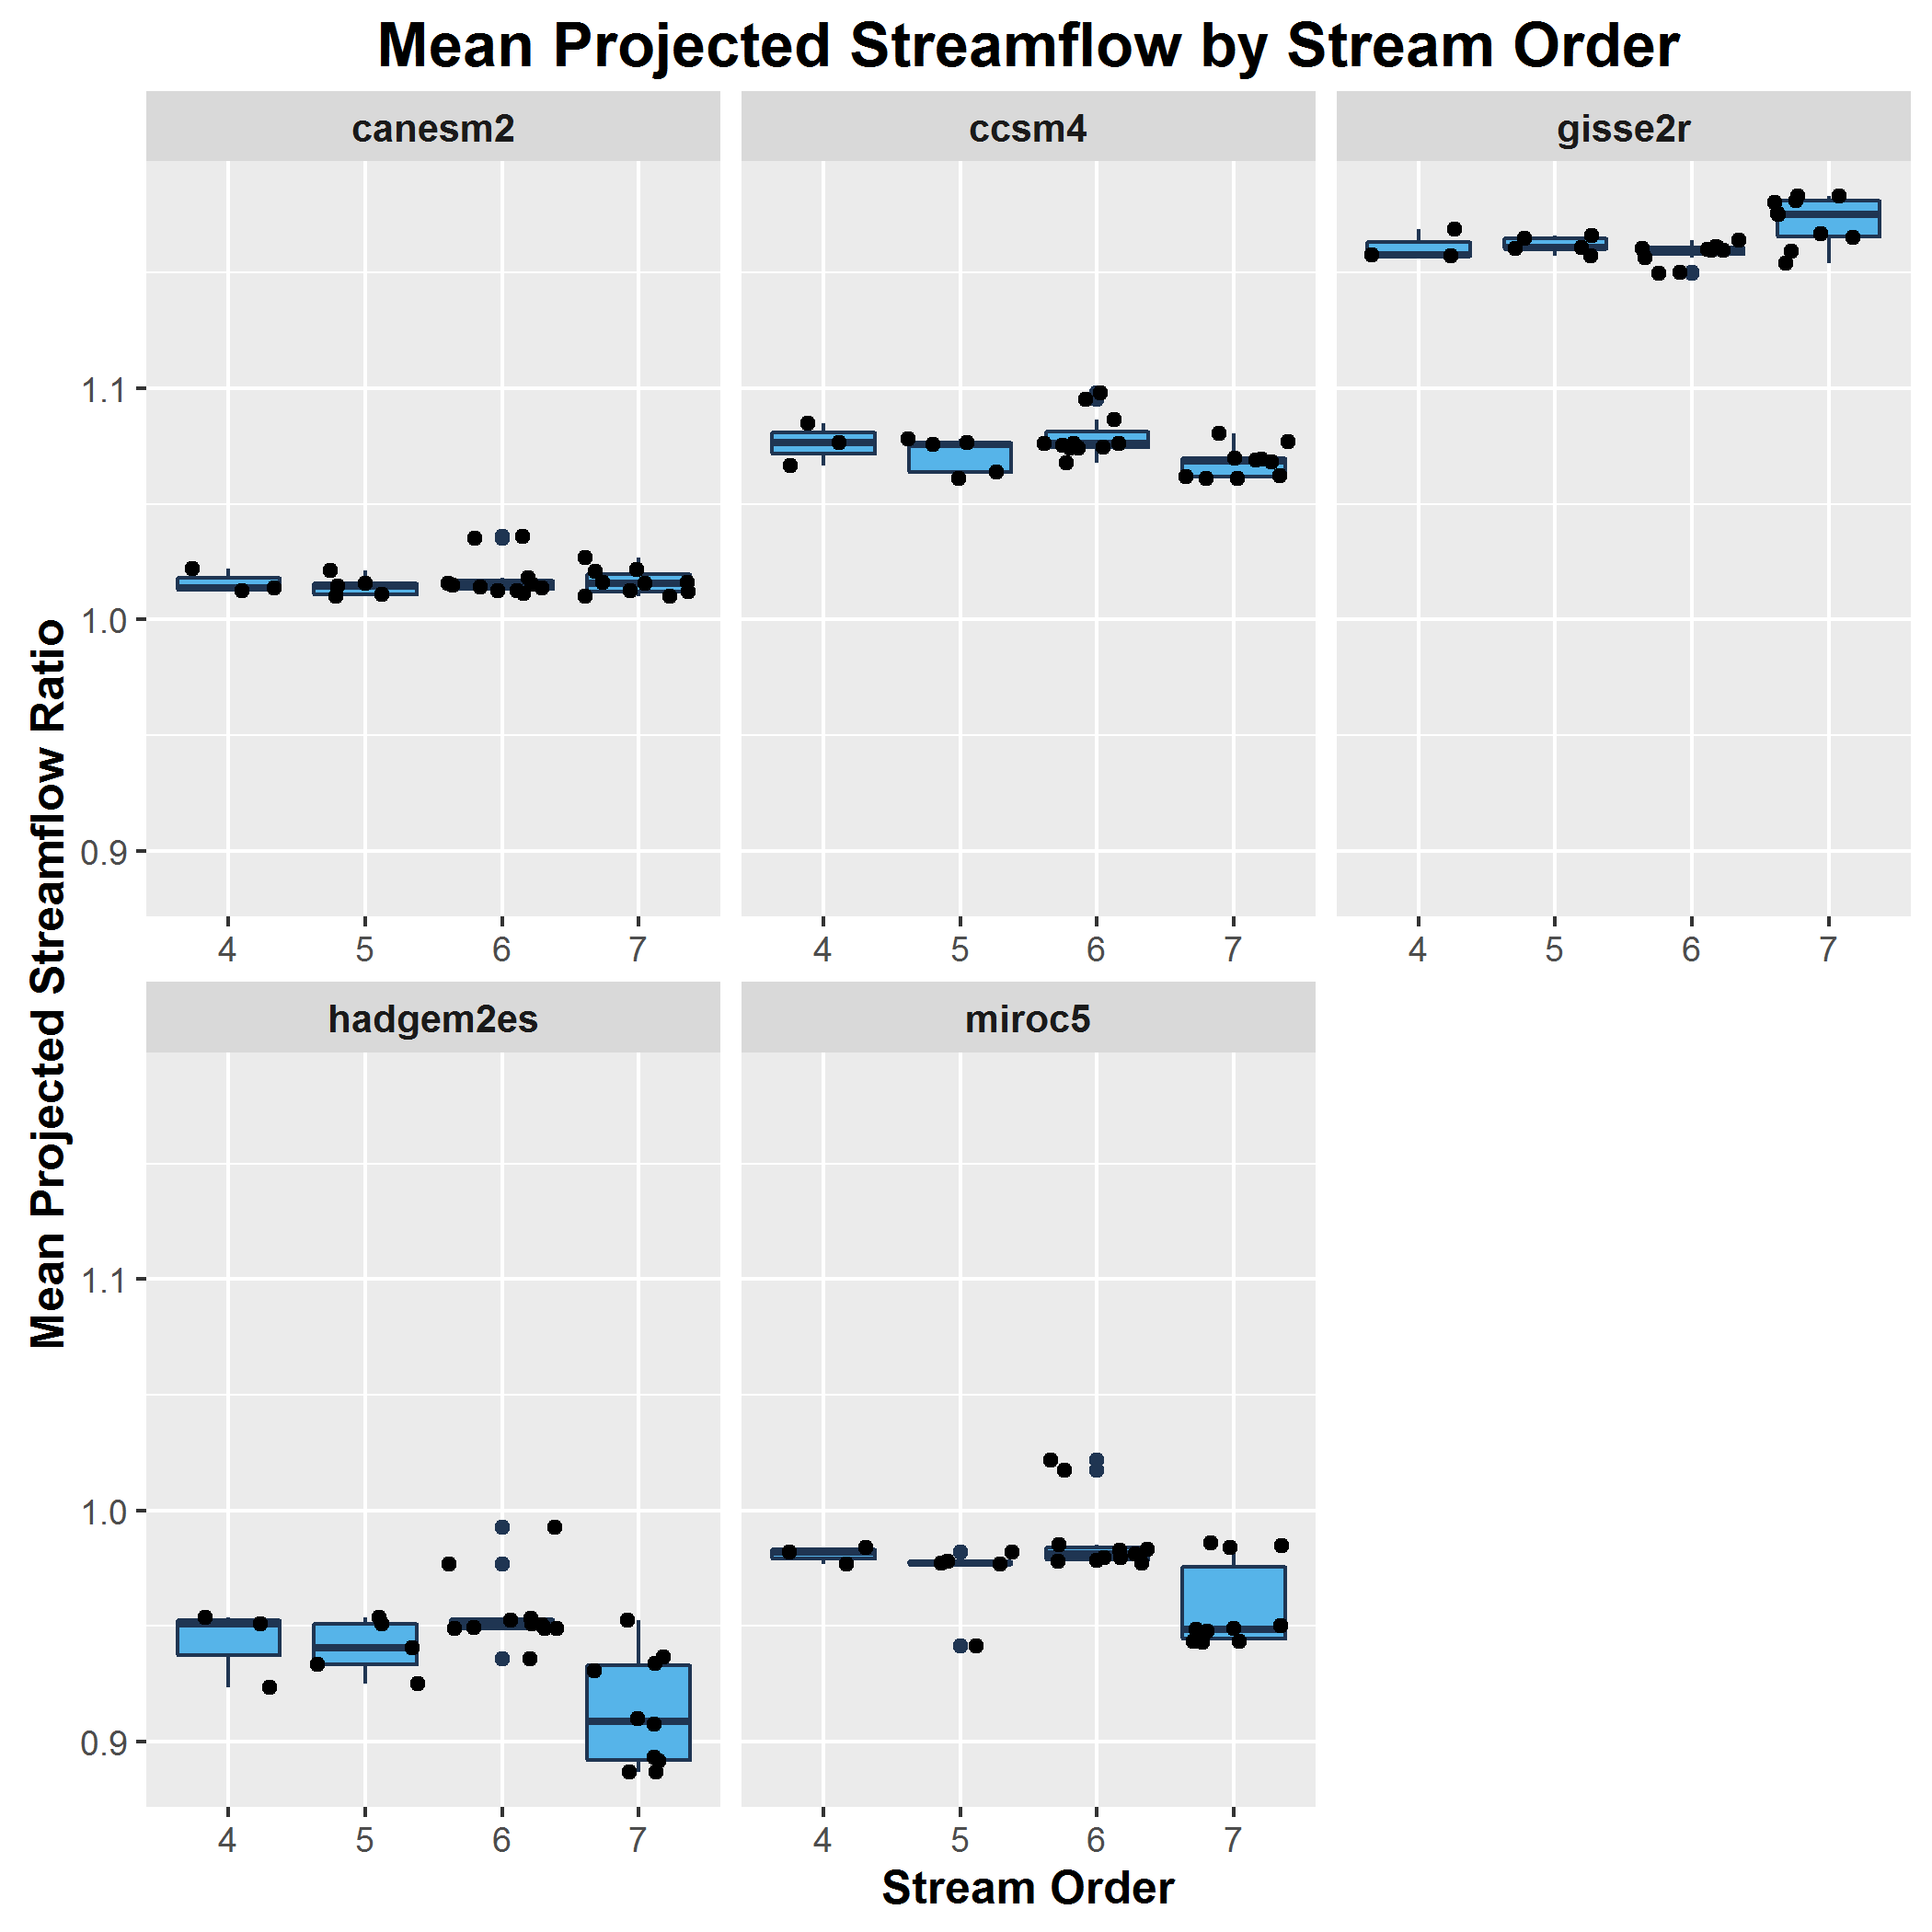 Mean Projected Streamflow by Stream Order
canesm2
ccsm4
gisse2r
Mean Projected Streamflow Ratio
1.1
1.0
0.9
4 5 6 7
4 5 6 7
4 5 6 7
hadgem2es
miroc5
1.1
1.0
0.9
4 5 6 7
4 5 6 7
Stream Order